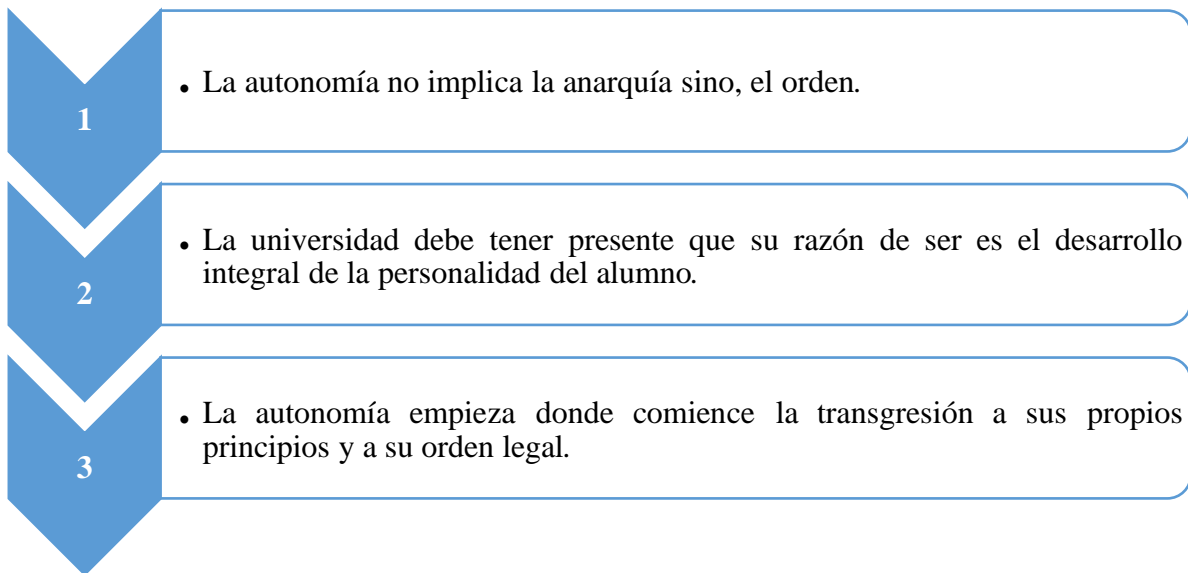 1
• La autonomía no implica la anarquía sino, el orden.
2
• La universidad debe tener presente que su razón de ser es el desarrollo
integral de la personalidad del alumno.
3
• La autonomía empieza donde comience la transgresión a sus propios
principios y a su orden legal.